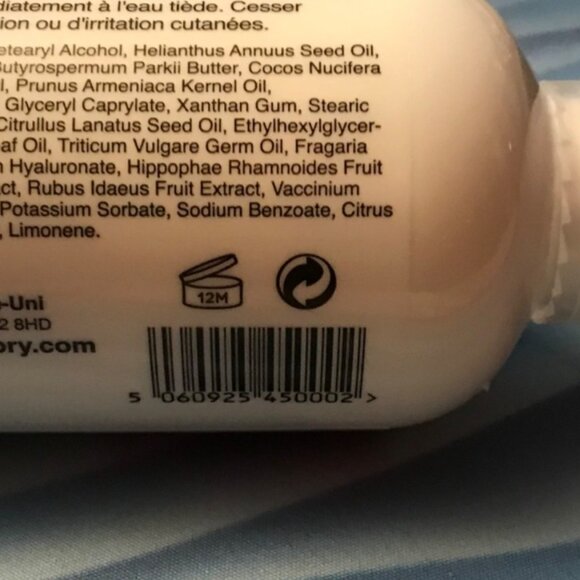 diatement à l'eau tiède. Cesser
ion ou d'irritation cutanées.
etearyl Alcohol, Helianthus Annuus Seed Oil,
Butyrospermum Parkii Butter, Cocos Nucifera
l, Prunus Armeniaca Kernel Oil,
Glyceryl Caprylate, Xanthan Gum, Stearic
Citrullus Lanatus Seed Oil, Ethylhexylglycer-
af Oil, Triticum Vulgare Germ Oil, Fragaria
n Hyaluronate, Hippophae Rhamnoides Fruit
act, Rubus Idaeus Fruit Extract, Vaccinium
Potassium Sorbate, Sodium Benzoate, Citrus
, Limonene.
12M
-Uni
2 8HD
ory.com
5 060925 450002 >